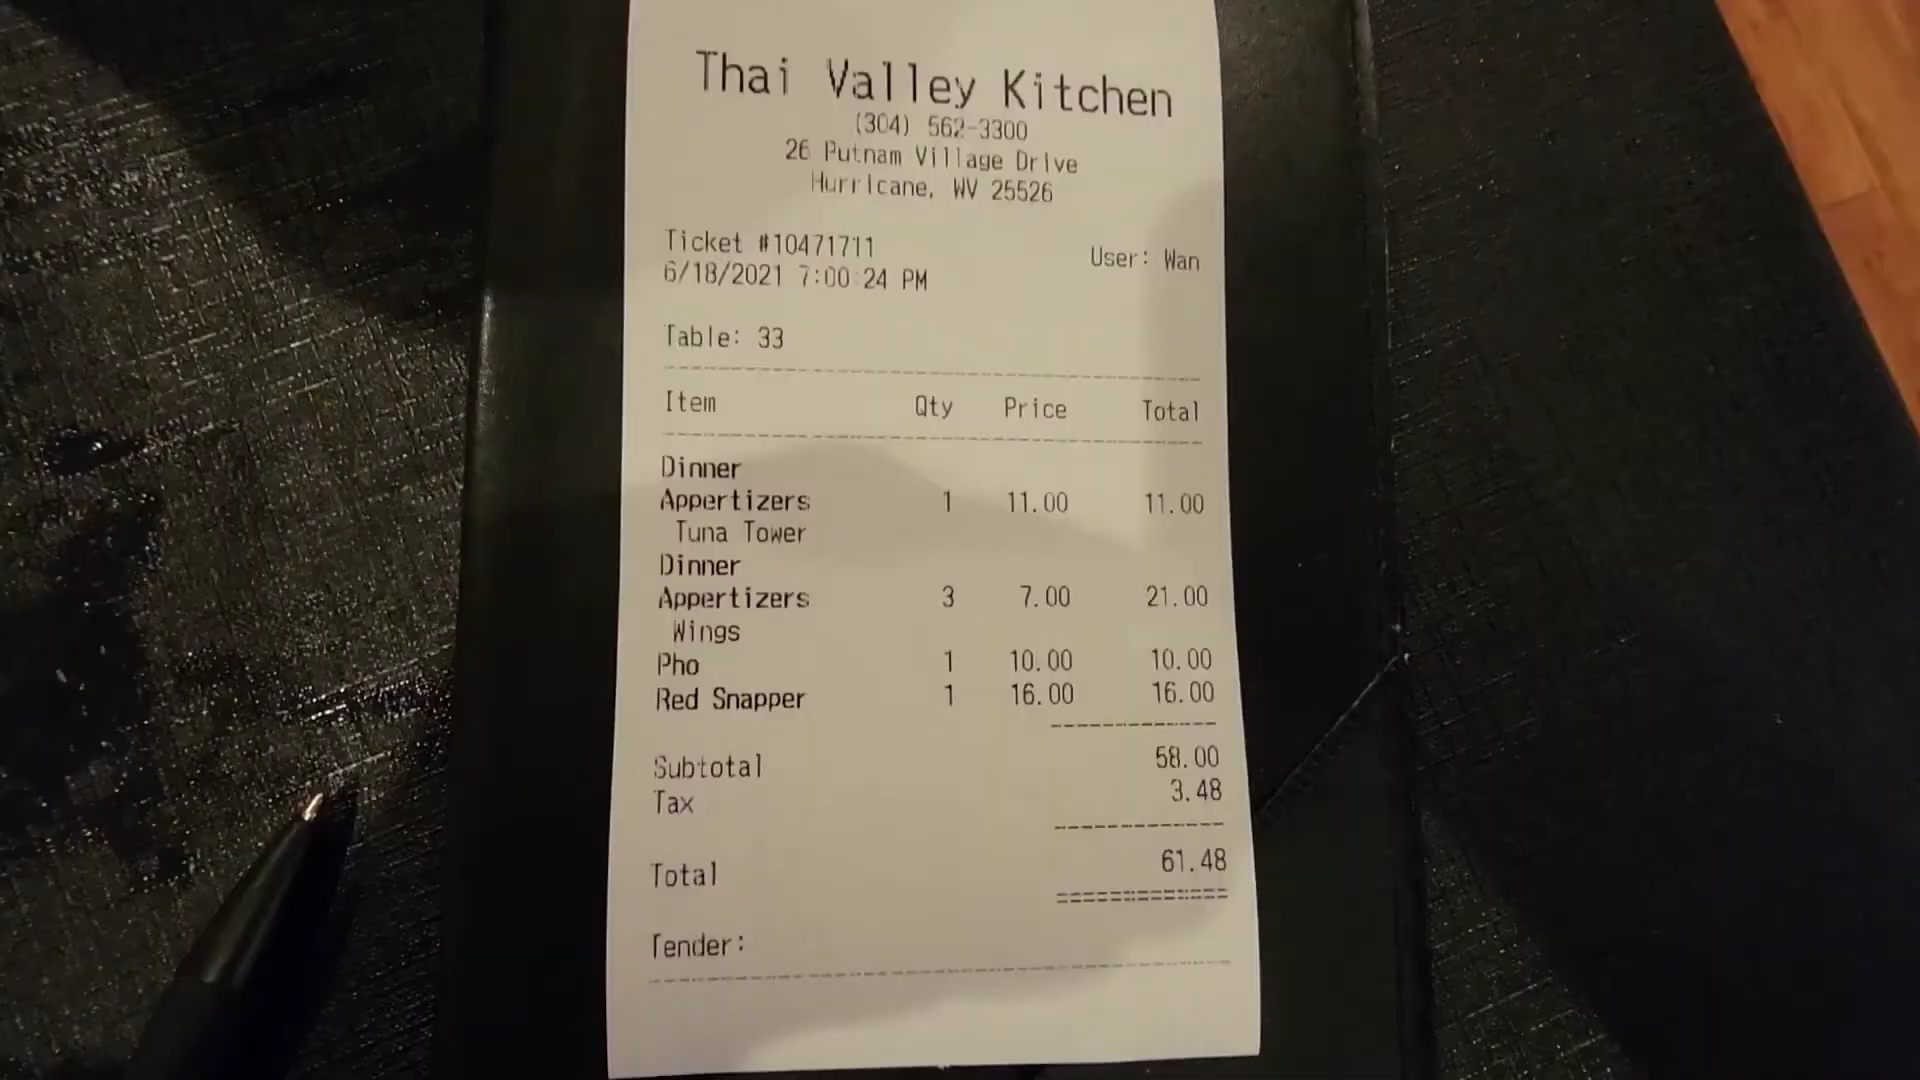 Thai Valley Kitchen
(304) 562-3300
26 Putnam Village Drive
Hurricane, WV 25526
Ticket #10471711
User: Wan
6/18/2021 7:00:24 PM
Table: 33
Item Qty Price Total
Dinner
Appertizers 1 11.00 11.00
Tuna Tower
Dinner
Appertizers 3 7.00 21.00
Wings
Pho 1 10.00 10.00
Red Snapper 1 16.00 16.00
Subtotal 58.00
Tax 3.48
Total 61.48
Tender: